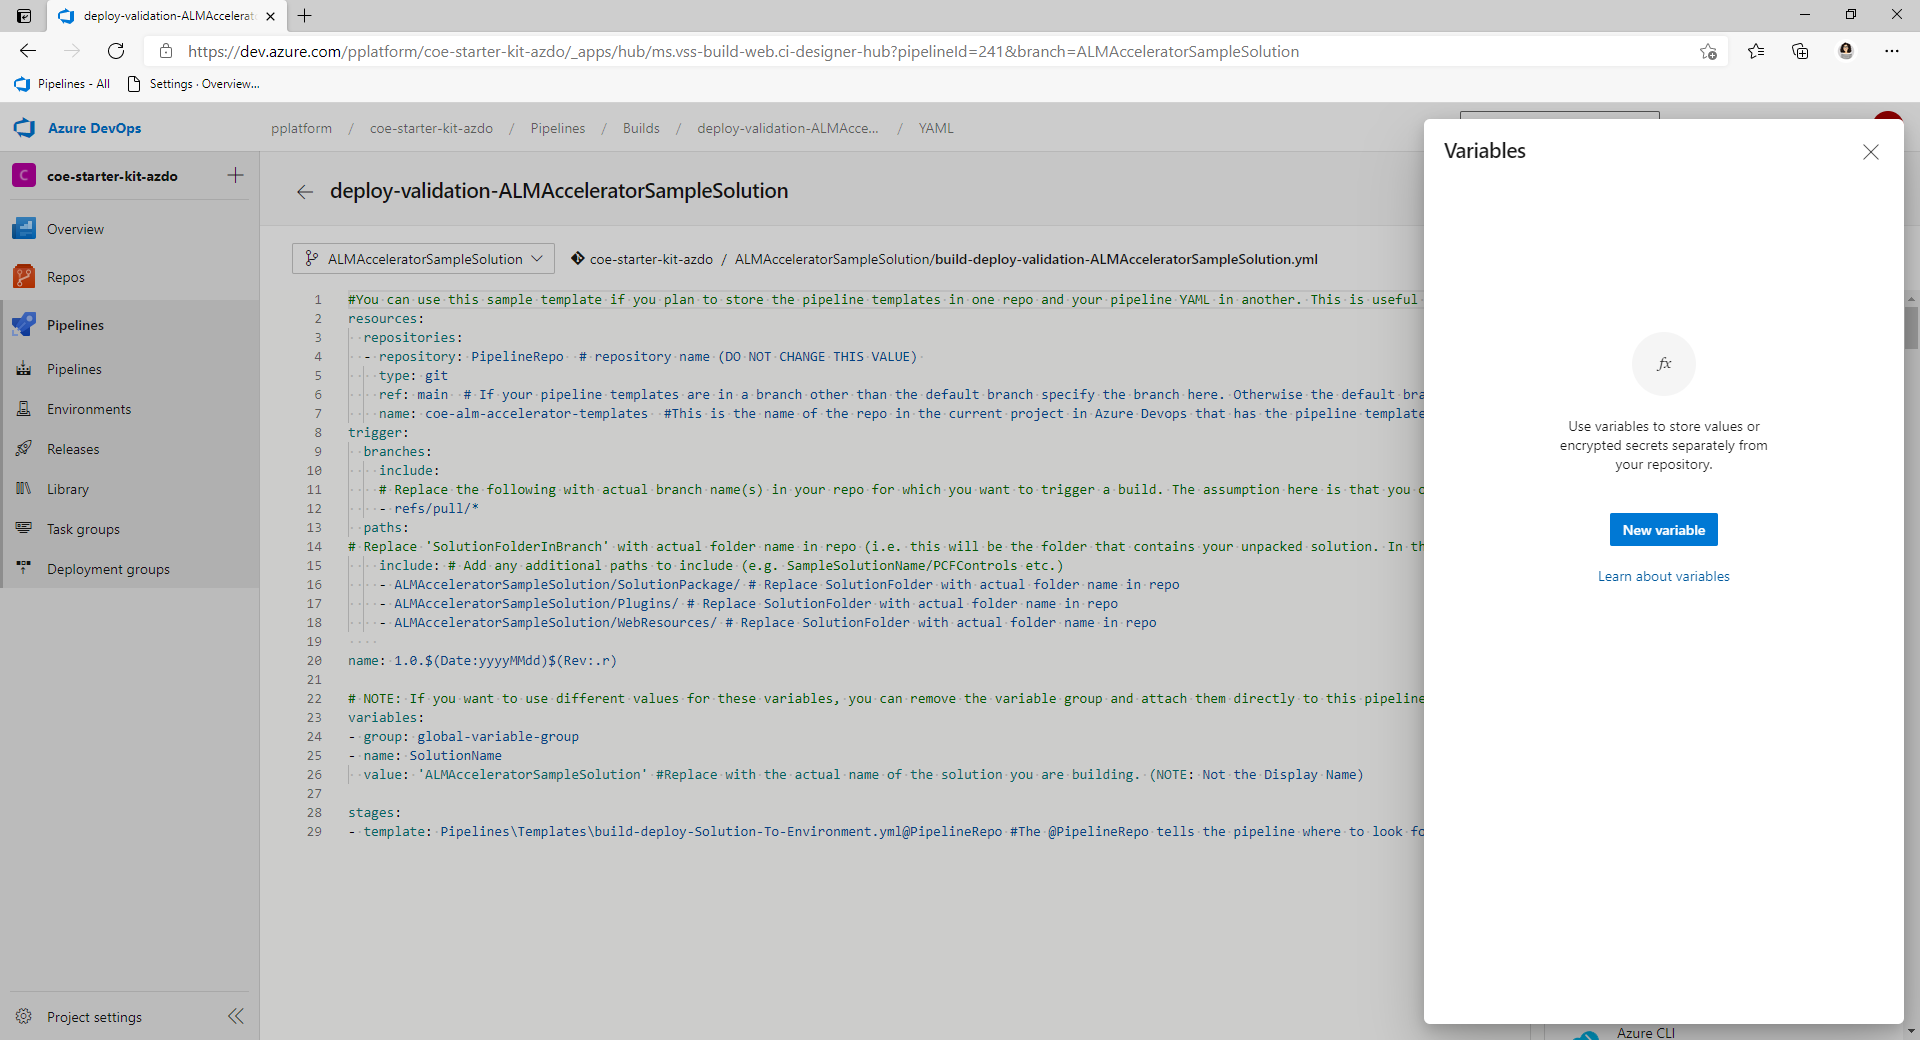 deploy-validation-ALMAccelerat
https://dev.azure.com/pplatform/coe-starter-kit-azdo/_apps/hub/ms.vss-build-web.ci-designer-hub?pipelineId=241&branch=ALMAcceleratorSampleSolution
Pipelines - All
Settings · Overview...
Azure DevOps
pplatform / coe-starter-kit-azdo / Pipelines / Builds / deploy-validation-ALMAcce... / YAML
C coe-starter-kit-azdo
Overview
Repos
Pipelines
Pipelines
Environments
Releases
Library
Task groups
Deployment groups
Project settings
deploy-validation-ALMAcceleratorSampleSolution
ALMAcceleratorSampleSolution
coe-starter-kit-azdo / ALMAcceleratorSampleSolution/build-deploy-validation-ALMAcceleratorSampleSolution.yml
1 #You can use this sample template if you plan to store the pipeline templates in one repo and your pipeline YAML in another. This is useful
2 resources:
3 repositories:
4 - repository: PipelineRepo # repository name (DO NOT CHANGE THIS VALUE)
5 type: git
6 ref: main # If your pipeline templates are in a branch other than the default branch specify the branch here. Otherwise the default bra
7 name: coe-alm-accelerator-templates #This is the name of the repo in the current project in Azure Devops that has the pipeline template
8 trigger:
9 branches:
10 include:
11 # Replace the following with actual branch name(s) in your repo for which you want to trigger a build. The assumption here is that you
12 - refs/pull/*
13 paths:
14 # Replace 'SolutionFolderInBranch' with actual folder name in repo (i.e. this will be the folder that contains your unpacked solution. In th
15 include: # Add any additional paths to include (e.g. SampleSolutionName/PCFControls etc.)
16 - ALMAcceleratorSampleSolution/SolutionPackage/ # Replace SolutionFolder with actual folder name in repo
17 - ALMAcceleratorSampleSolution/Plugins/ # Replace SolutionFolder with actual folder name in repo
18 - ALMAcceleratorSampleSolution/WebResources/ # Replace SolutionFolder with actual folder name in repo
19
20 name: 1.0.$(Date:yyyyMMdd)$(Rev:.r)
21
22 # NOTE: If you want to use different values for these variables, you can remove the variable group and attach them directly to this pipeline
23 variables:
24 - group: global-variable-group
25 - name: SolutionName
26 value: 'ALMAcceleratorSampleSolution' #Replace with the actual name of the solution you are building. (NOTE: Not the Display Name)
27
28 stages:
29 - template: Pipelines\Templates\build-deploy-Solution-To-Environment.yml@PipelineRepo #The @PipelineRepo tells the pipeline where to look fo
Variables
fx
Use variables to store values or
encrypted secrets separately from
your repository.
New variable
Learn about variables
Azure CLI